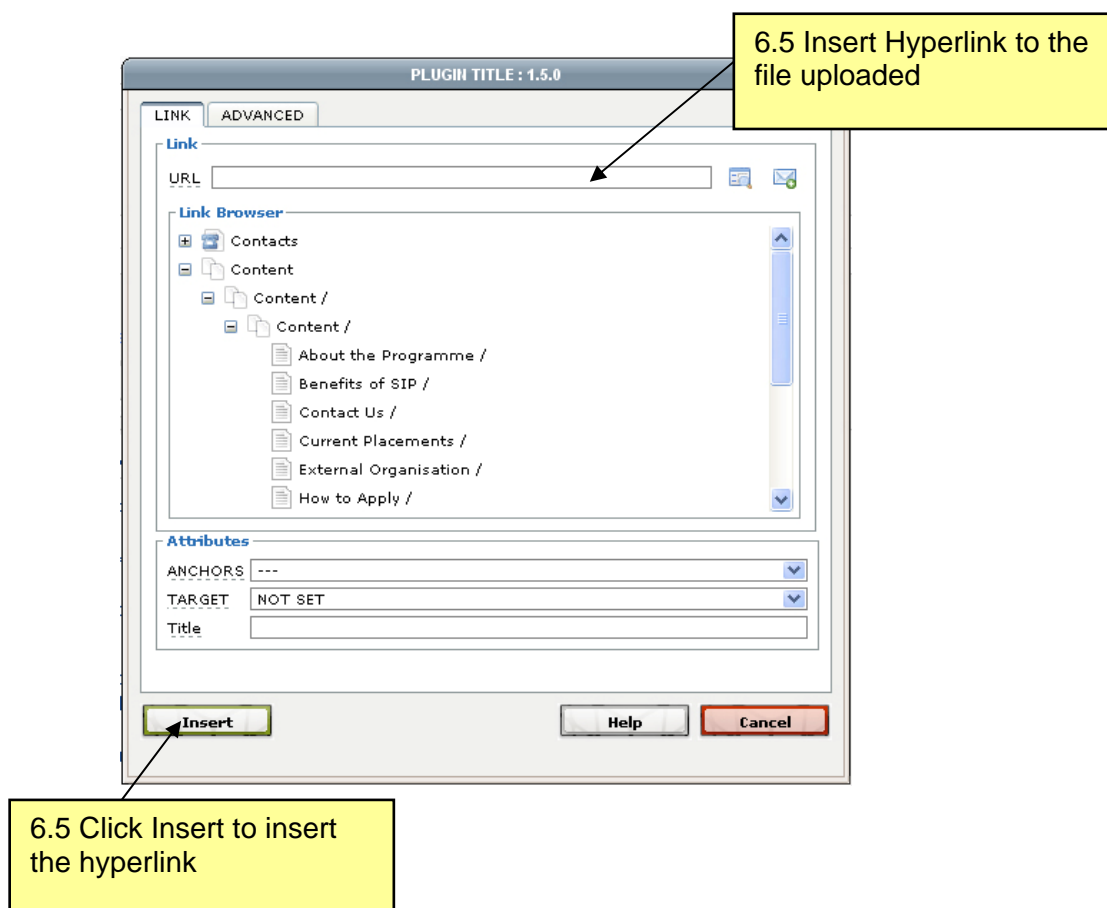 6.5 Insert Hyperlink to the
file uploaded
PLUGIN TITLE : 1.5.0
LINK ADVANCED
Link
URL
Link Browser
Contacts
Content
Content /
Content /
About the Programme /
Benefits of SIP /
Contact Us /
Current Placements /
External Organisation /
How to Apply /
Attributes
ANCHORS ---
TARGET NOT SET
Title
Insert Help Cancel
6.5 Click Insert to insert
the hyperlink